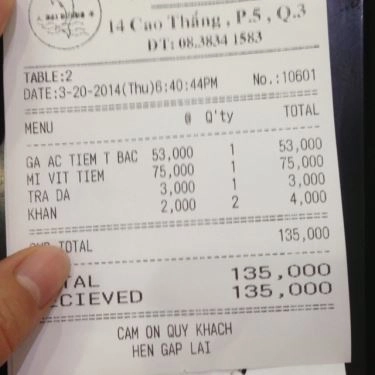 14 Cao Thắng , P.5 , Q.3
ĐT: 08.3834 1583
TABLE:2
DATE:3-20-2014(Thu)6:40:44PM No.:10601
MENU @ Q'ty TOTAL
GA AC TIEM T BAC 53,000 1 53,000
MI VIT TIEM 75,000 1 75,000
TRA DA 3,000 1 3,000
KHAN 2,000 2 4,000
TOTAL 135,000
TAL 135,000
CIEVED 135,000
CAM ON QUY KHACH
HEN GAP LAI